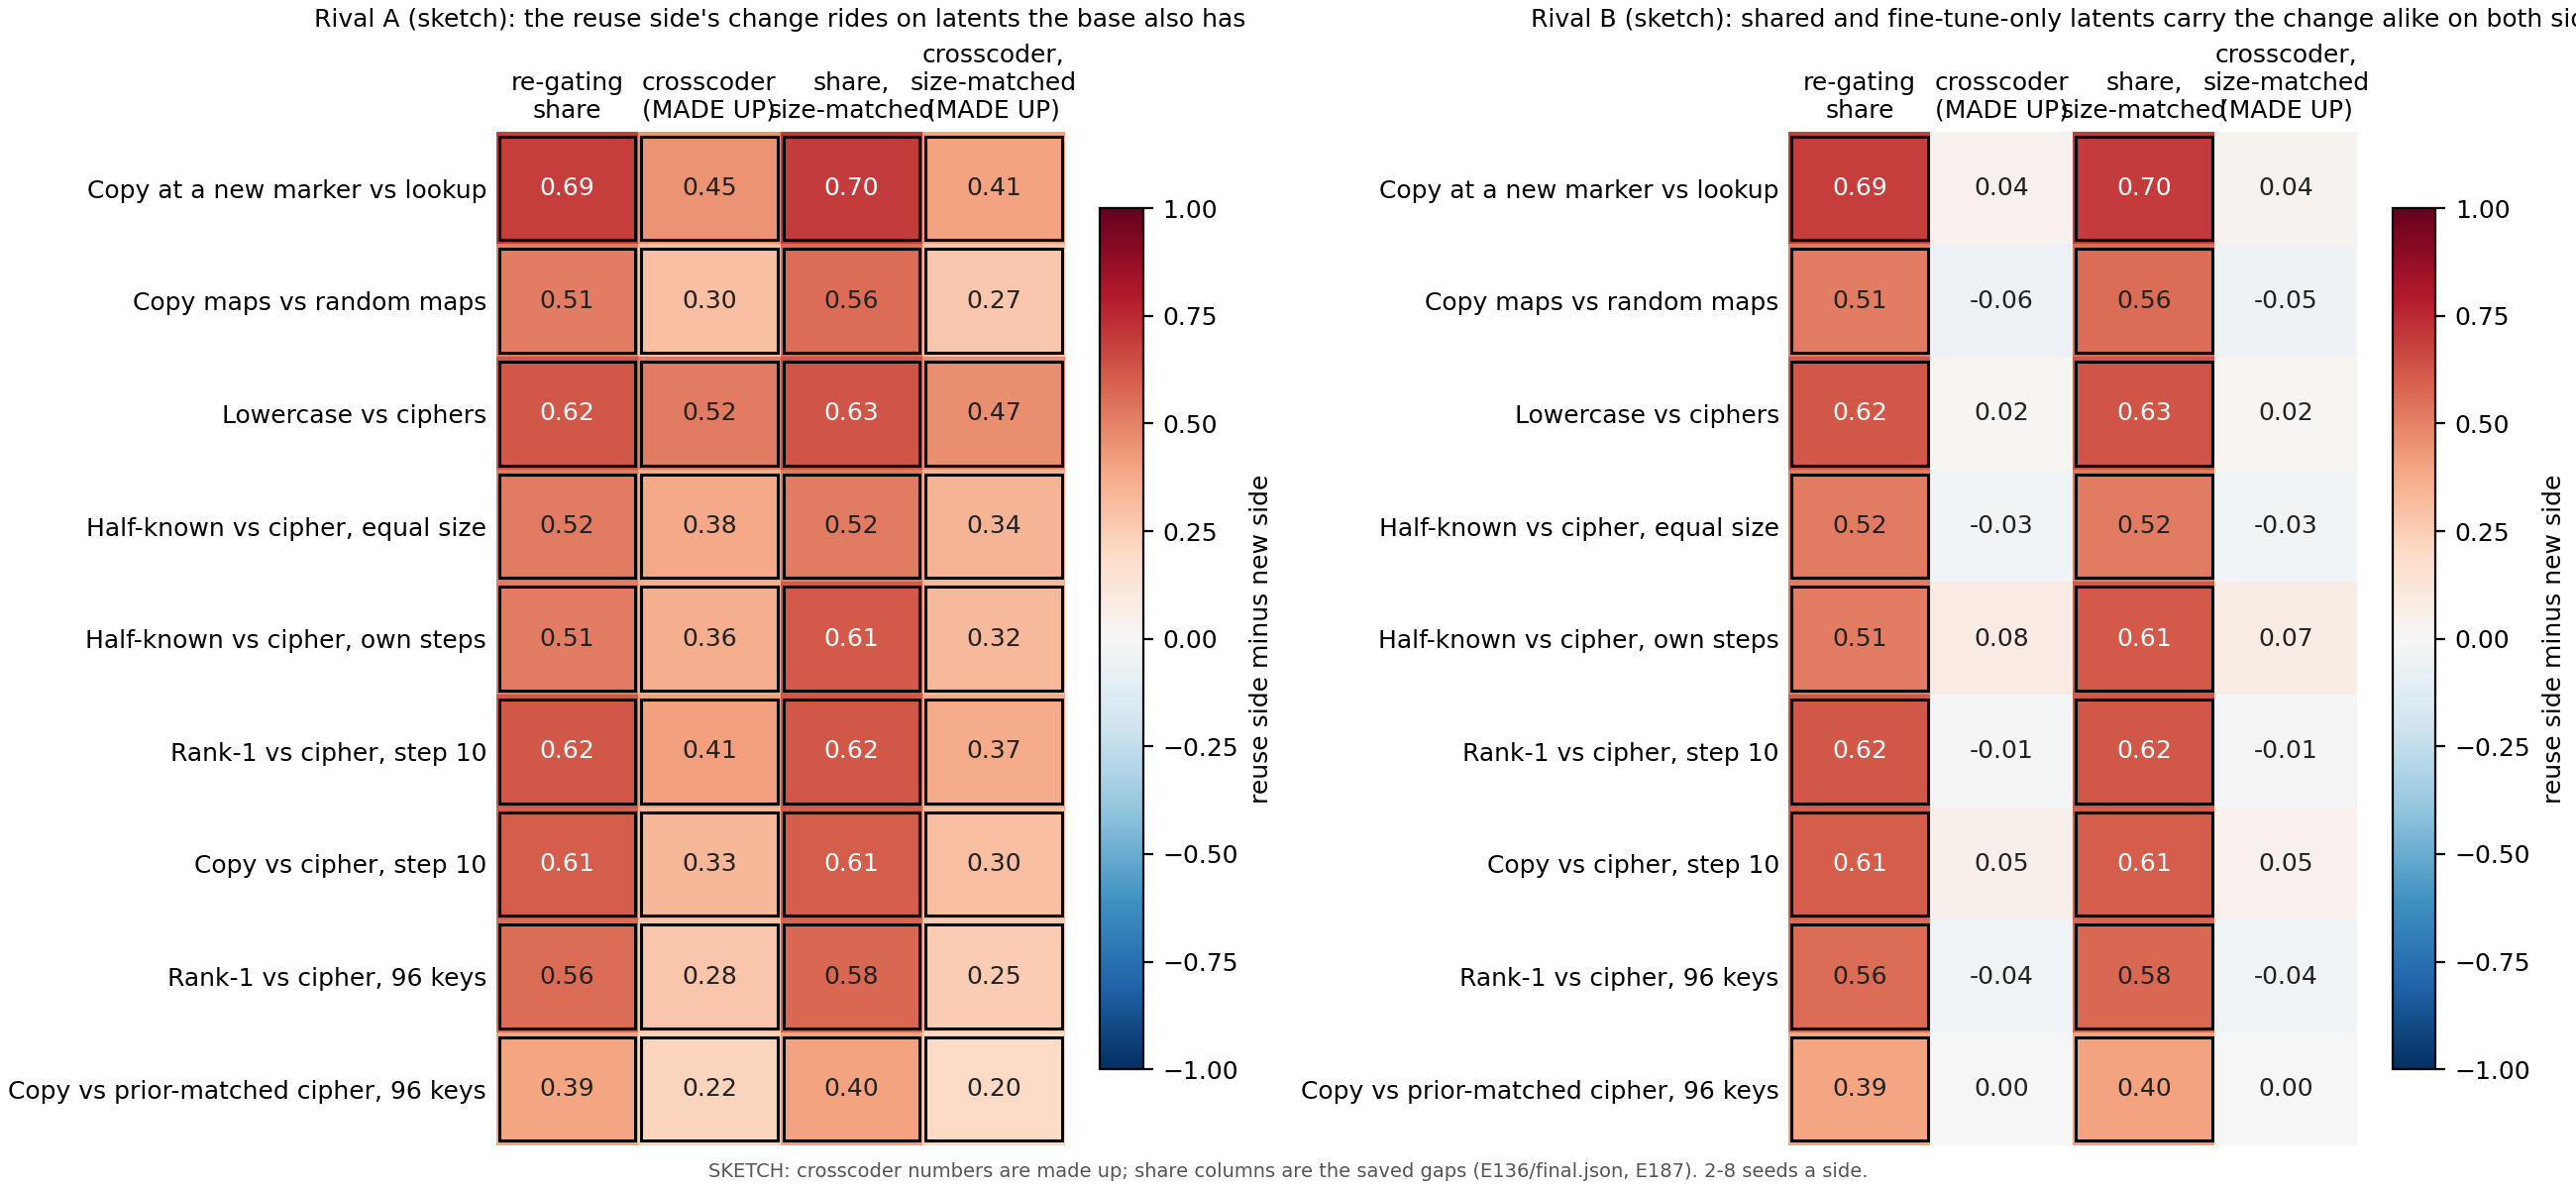 Rival A (sketch): the reuse side's change rides on latents the base also has
re-gating
share
crosscoder
(MADE UP)
share,
size-matched
crosscoder,
size-matched
(MADE UP)
Copy at a new marker vs lookup 0.69 0.45 0.70 0.41
Copy maps vs random maps 0.51 0.30 0.56 0.27
Lowercase vs ciphers 0.62 0.52 0.63 0.47
Half-known vs cipher, equal size 0.52 0.38 0.52 0.34
Half-known vs cipher, own steps 0.51 0.36 0.61 0.32
Rank-1 vs cipher, step 10 0.62 0.41 0.62 0.37
Copy vs cipher, step 10 0.61 0.33 0.61 0.30
Rank-1 vs cipher, 96 keys 0.56 0.28 0.58 0.25
Copy vs prior-matched cipher, 96 keys 0.39 0.22 0.40 0.20
1.00
0.75
0.50
0.25
0.00
−0.25
−0.50
−0.75
−1.00
reuse side minus new side
Rival B (sketch): shared and fine-tune-only latents carry the change alike on both
re-gating
share
crosscoder
(MADE UP)
share,
size-matched
crosscoder,
size-matched
(MADE UP)
Copy at a new marker vs lookup 0.69 0.04 0.70 0.04
Copy maps vs random maps 0.51 -0.06 0.56 -0.05
Lowercase vs ciphers 0.62 0.02 0.63 0.02
Half-known vs cipher, equal size 0.52 -0.03 0.52 -0.03
Half-known vs cipher, own steps 0.51 0.08 0.61 0.07
Rank-1 vs cipher, step 10 0.62 -0.01 0.62 -0.01
Copy vs cipher, step 10 0.61 0.05 0.61 0.05
Rank-1 vs cipher, 96 keys 0.56 -0.04 0.58 -0.04
Copy vs prior-matched cipher, 96 keys 0.39 0.00 0.40 0.00
1.00
0.75
0.50
0.25
0.00
−0.25
−0.50
−0.75
−1.00
reuse side minus new side
SKETCH: crosscoder numbers are made up; share columns are the saved gaps (E136/final.json, E187). 2-8 seeds a side.